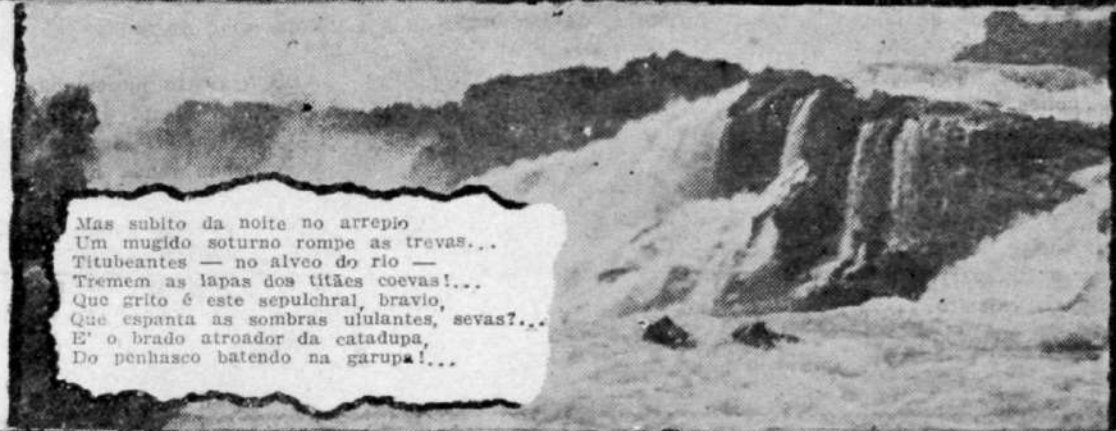 Mas subito da noite no arrepio
Um mugido soturno rompe as trevas...
Titubeantes — no alveo do rio —
Tremem as lapas dos titães coevas!...
Que grito é este sepulchral, bravio,
Que espanta as sombras ululantes, sevas?...
E' o brado atroador da catadupa,
Do penhasco batendo na garupa!...